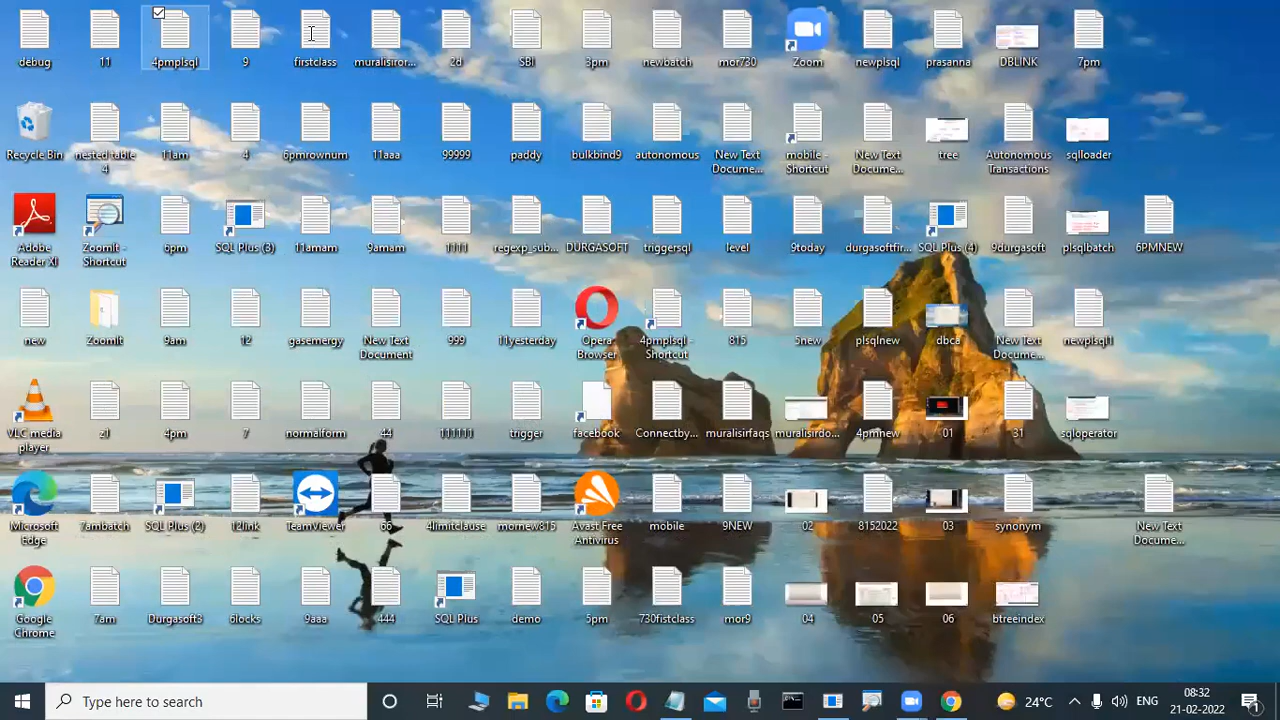 debug
11
4pmplsql
9
firstclass
muralisiror...
2d
SBI
3pm
newbatch
mor730
Zoom
newplsql
prasanna
DBLINK
7pm
Recycle Bin
nested table
4
11am
4
6pmrownum
11aaa
99999
paddy
bulkbind9
autonomous
New Text
Docume...
mobile -
Shortcut
New Text
Docume...
tree
Autonomous
Transactions
sqlloader
Adobe
Reader XI
ZoomIt -
Shortcut
6pm
SQL Plus (3)
11amam
9amam
1111
regexp_sub...
DURGASOFT
triggersql
level
9today
durgasoftfir...
SQL Plus (4)
9durgasoft
plsqlbatch
6PMNEW
new
ZoomIt
9am
12
gasemergy
New Text
Document
999
11yesterday
Opera
Browser
4pmplsql -
Shortcut
815
5new
plsqlnew
dbca
New Text
Docume...
newplsql1
VLC media
player
z1
4pm
7
normalform
44
111111
trigger
facebook
Connectby...
muralisirfaqs
muralisirdo...
4pmnew
01
31
sqloperator
Microsoft
Edge
7ambatch
SQL Plus (2)
12link
TeamViewer
66
4limitclause
mornew815
Avast Free
Antivirus
mobile
9NEW
02
8152022
03
synonym
New Text
Docume...
Google
Chrome
7am
Durgasoft3
6locks
9aaa
444
SQL Plus
demo
5pm
730fistclass
mor9
04
05
06
btreeindex
Type here to search
24°C
ENG
08:32
21-02-2022
1